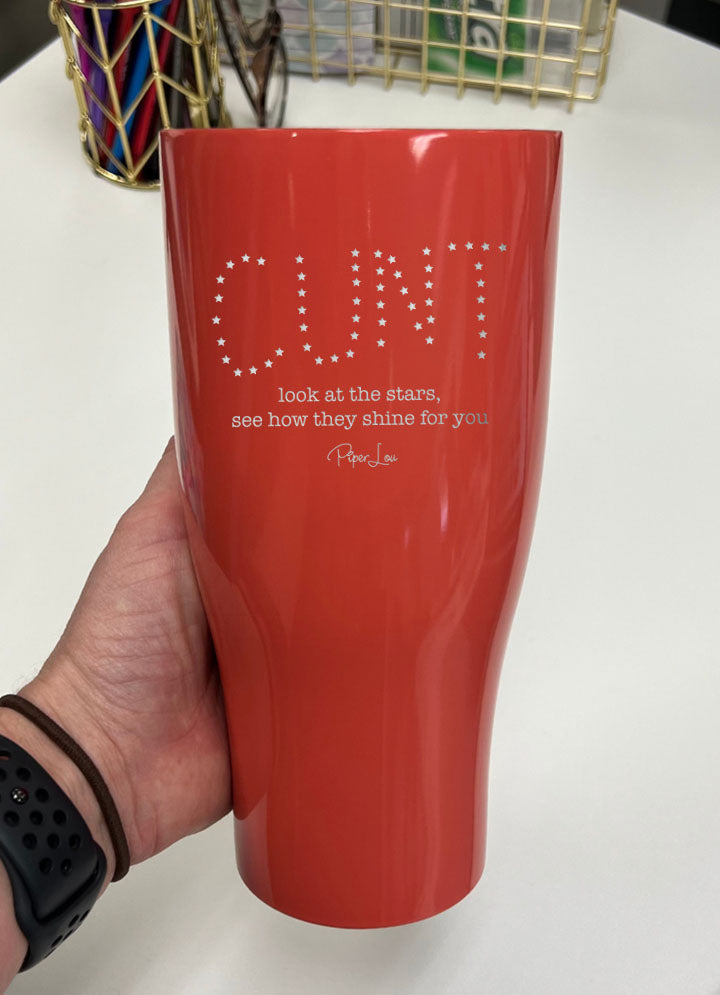 CUNT
look at the stars,
see how they shine for you
Piper Lou